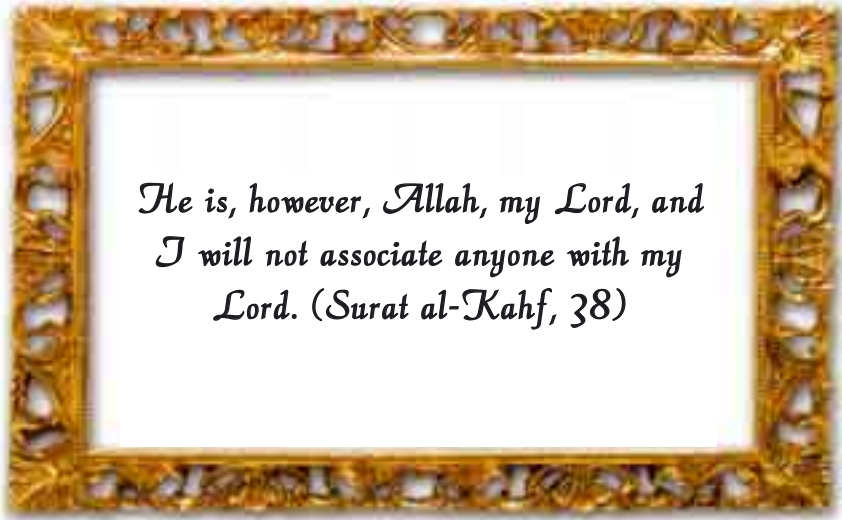 He is, however, Allah, my Lord, and
I will not associate anyone with my
Lord. (Surat al-Kahf, 38)